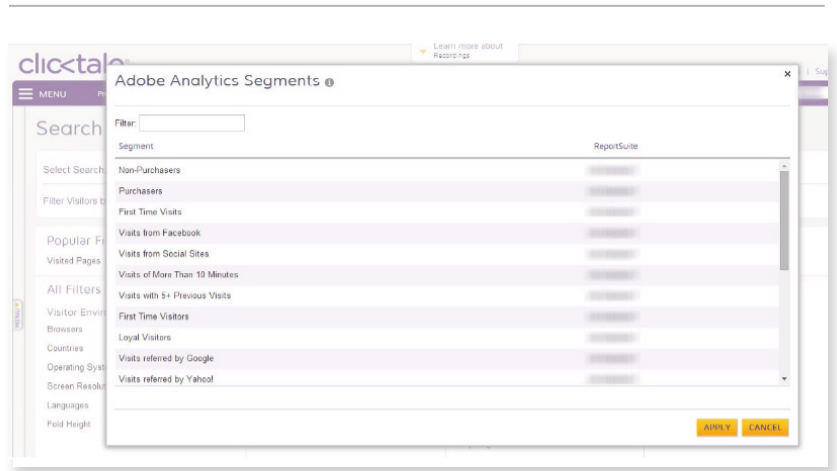 Learn more about
Recordings
clicktale
MENU
Adobe Analytics Segments
×
Search
Filter:
Segment ReportSuite
Select Search
Non-Purchasers
Purchasers
Filter Visitors
First Time Visits
Visits from Facebook
Popular
Visits from Social Sites
Visited Pages
Visits of More Than 10 Minutes
All Filters
Visits with 5+ Previous Visits
Visitor
First Time Visitors
Browsers
Loyal Visitors
Countries
Visits referred by Google
Operating
Visits referred by Yahoo!
Screen
Languages
Fold Height
APPLY CANCEL
MENU